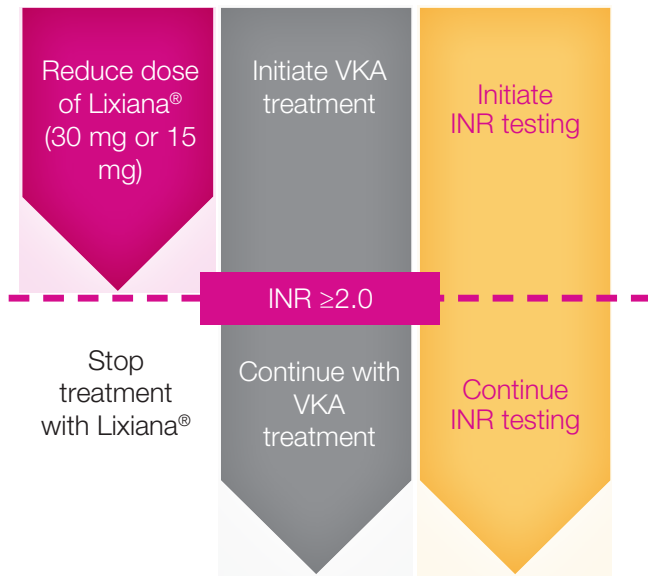 Reduce dose
of Lixiana®
(30 mg or 15
mg)
Initiate VKA
treatment
Initiate
INR testing
INR ≥2.0
Stop
treatment
with Lixiana®
Continue with
VKA
treatment
Continue
INR testing